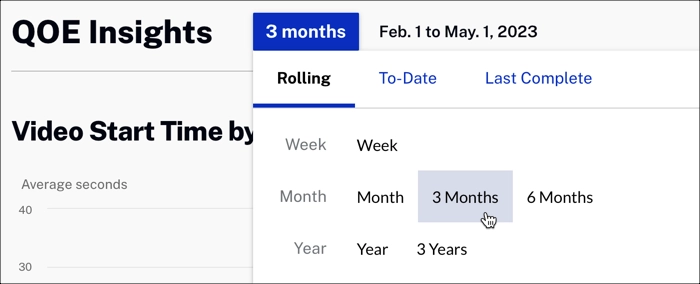 QOE Insights
3 months Feb. 1 to May. 1, 2023
Rolling To-Date Last Complete
Video Start Time by
Week Week
Average seconds
Month Month 3 Months 6 Months
40
Year Year 3 Years
30